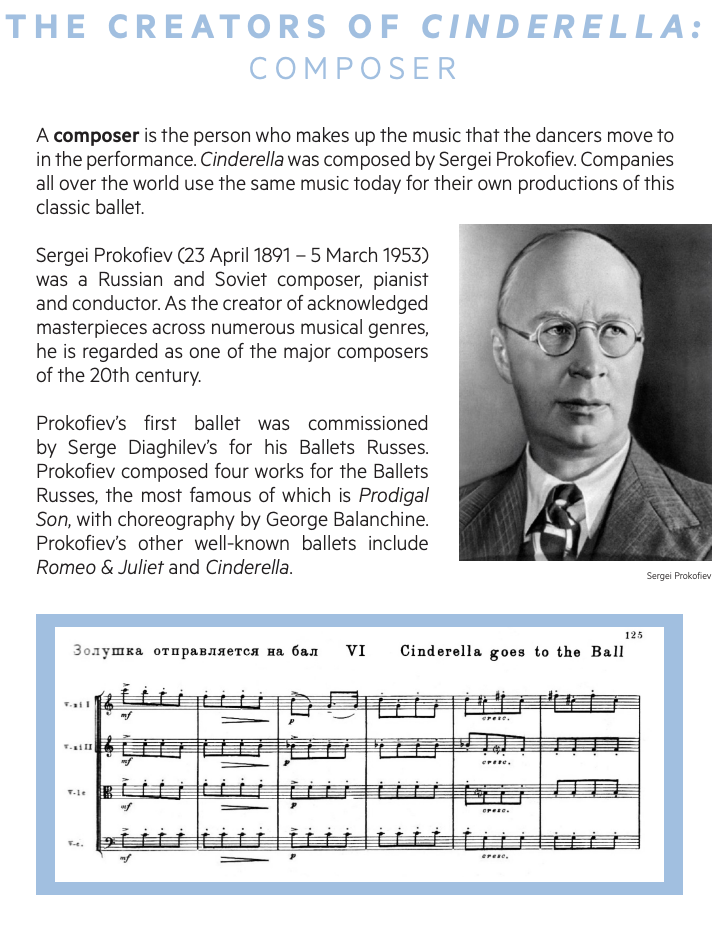 THE CREATORS OF CINDERELLA:
COMPOSER
A composer is the person who makes up the music that the dancers move to
in the performance. Cinderella was composed by Sergei Prokofiev. Companies
all over the world use the same music today for their own productions of this
classic ballet.
Sergei Prokofiev (23 April 1891 – 5 March 1953)
was a Russian and Soviet composer, pianist
and conductor. As the creator of acknowledged
masterpieces across numerous musical genres,
he is regarded as one of the major composers
of the 20th century.
Prokofiev's first ballet was commissioned
by Serge Diaghilev's for his Ballets Russes.
Prokofiev composed four works for the Ballets
Russes, the most famous of which is Prodigal
Son, with choreography by George Balanchine.
Prokofiev's other well-known ballets include
Romeo & Juliet and Cinderella.
Sergei Prokofiev
125
Золушка отправляется на бал VI Cinderella goes to the Ball
V-ni I
mf p cresc.
V-ni II
mf p cresc.
V-le
mf p cresc.
V-c.
mf p cresc.